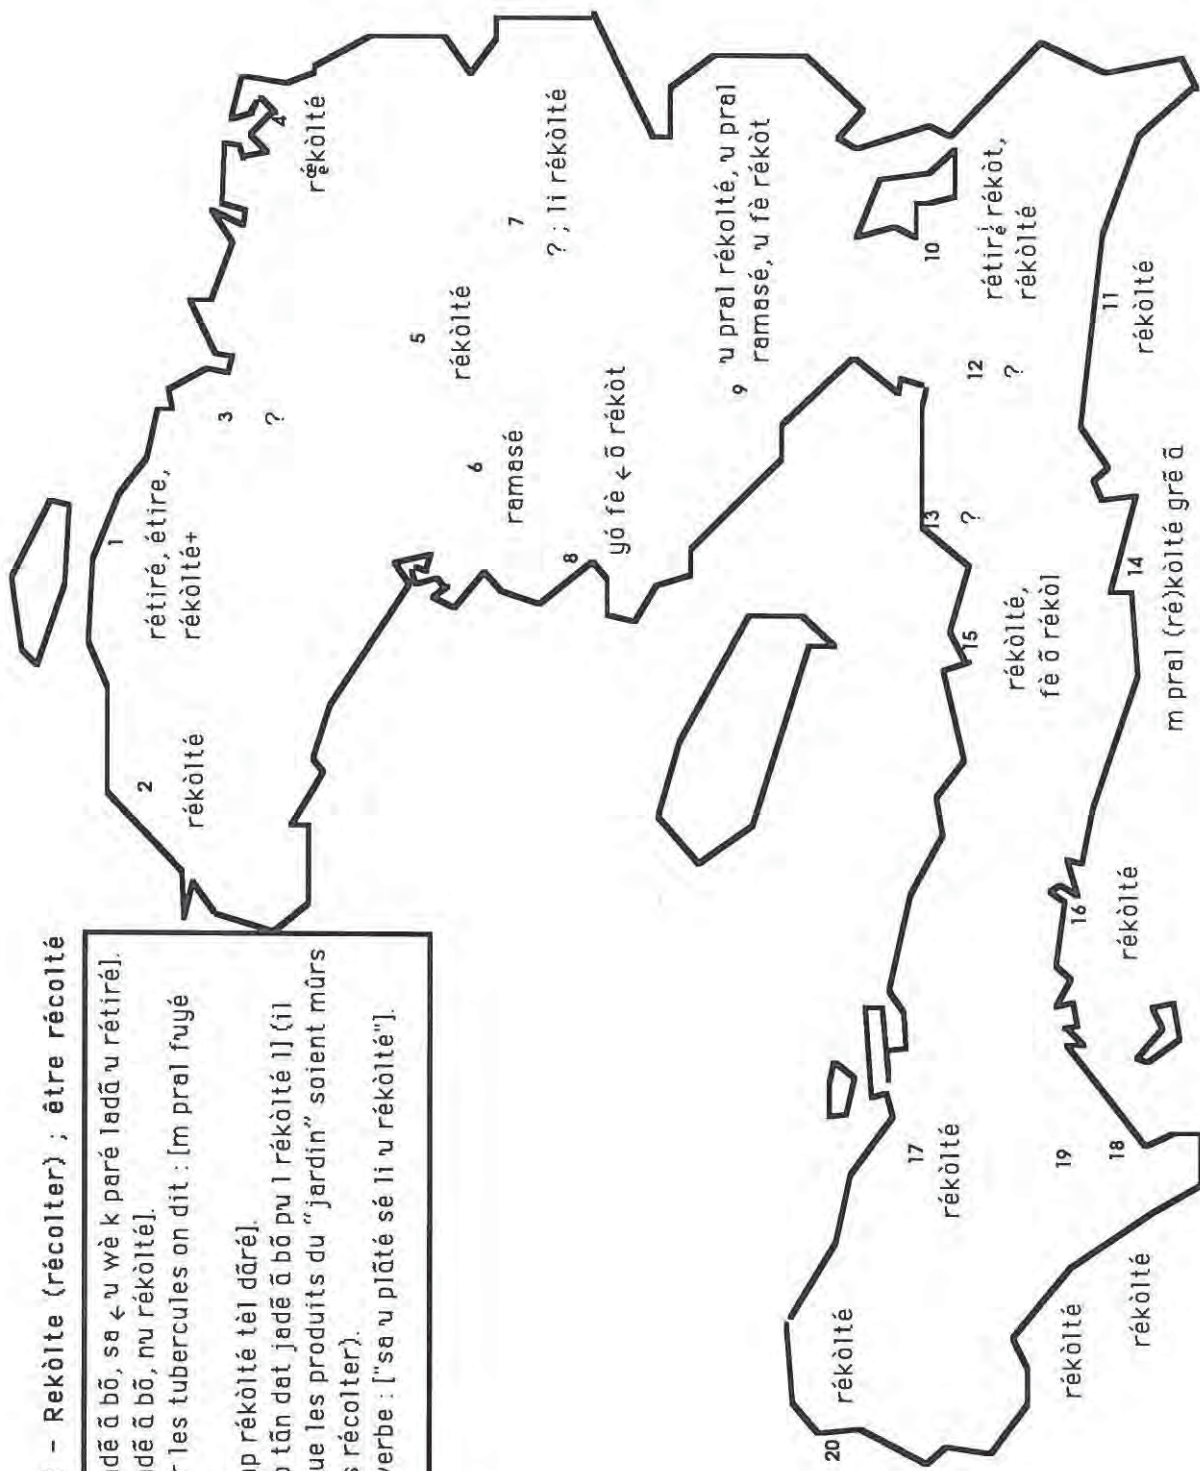 – Rekòlte (récolter) ; être récolté
dẽ ã bõ, sa ← u wè k paré ladã u rétiré].
dẽ ã bõ, nu rékòlté].
les tubercules on dit : [m pral fuyé
ap rékòlté tèl dãré].
tãn dat jadẽ ã bõ pu l rékòlté l] (il
que les produits du "jardin" soient mûrs
récolter).
verbe : ["sa u plãté sé li u rékòlté"].
1
rétiré, étire,
rékòlté+
2
rékòlté
3
?
4
rékòlté
5
rékòlté
6
ramasé
7
? ; li rékòlté
8
yo fè ← õ rékòt
9
u pral rékolté, u pral
ramasé, u fè rékòt
10
rétiré rékòt,
rékòlté
11
rékòlté
12
?
13
?
14
m pral (ré)kòlté grẽ ã
15
rékòlté,
fè õ rékòl
16
rékòlté
17
rékòlté
18
rékòlté
19
rékòlté
20
rékòlté